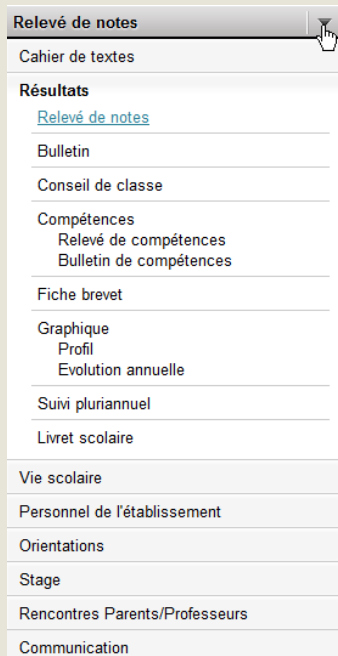 Relevé de notes
Cahier de textes
Résultats
Relevé de notes
Bulletin
Conseil de classe
Compétences
Relevé de compétences
Bulletin de compétences
Fiche brevet
Graphique
Profil
Evolution annuelle
Suivi pluriannuel
Livret scolaire
Vie scolaire
Personnel de l'établissement
Orientations
Stage
Rencontres Parents/Professeurs
Communication